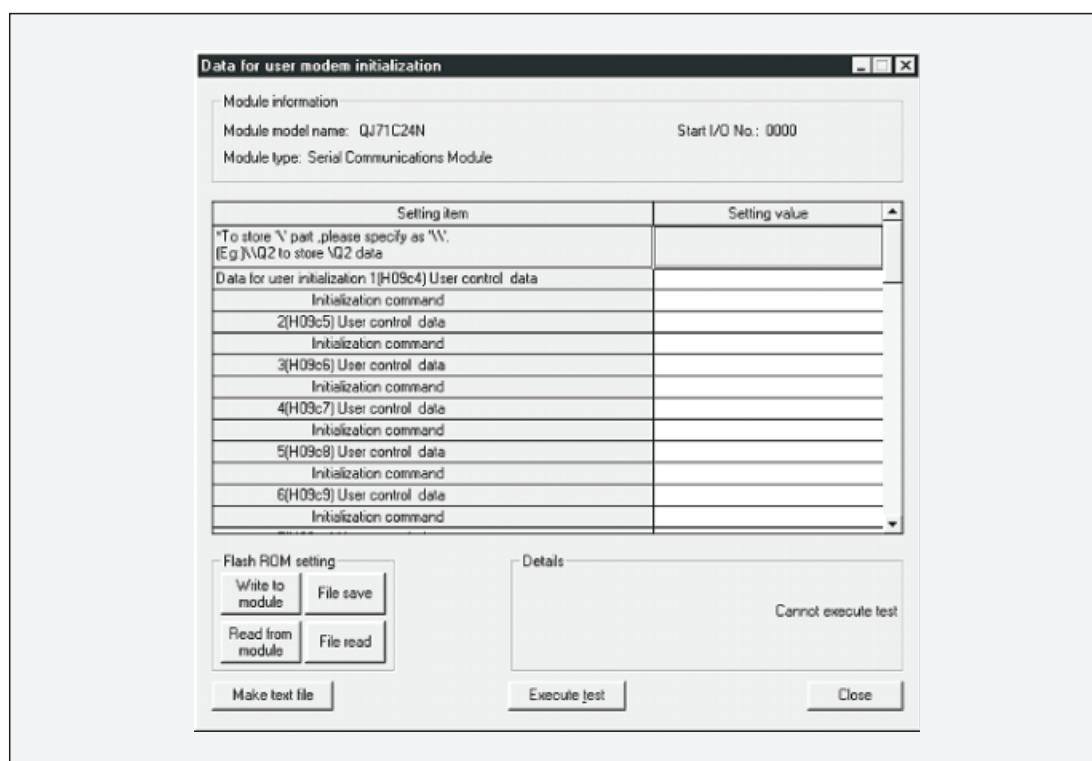 Data for user modem initialization
Module information
Module model name: QJ71C24N
Start I/O No.: 0000
Module type: Serial Communications Module
Setting item
Setting value
*To store '\' part ,please specify as '\\'.
(Eg.)\\Q2 to store \Q2 data
Data for user initialization 1(H09c4) User control data
Initialization command
2(H09c5) User control data
Initialization command
3(H09c6) User control data
Initialization command
4(H09c7) User control data
Initialization command
5(H09c8) User control data
Initialization command
6(H09c9) User control data
Initialization command
Flash ROM setting
Write to
module
File save
Read from
module
File read
Details
Cannot execute test
Make text file
Execute test
Close